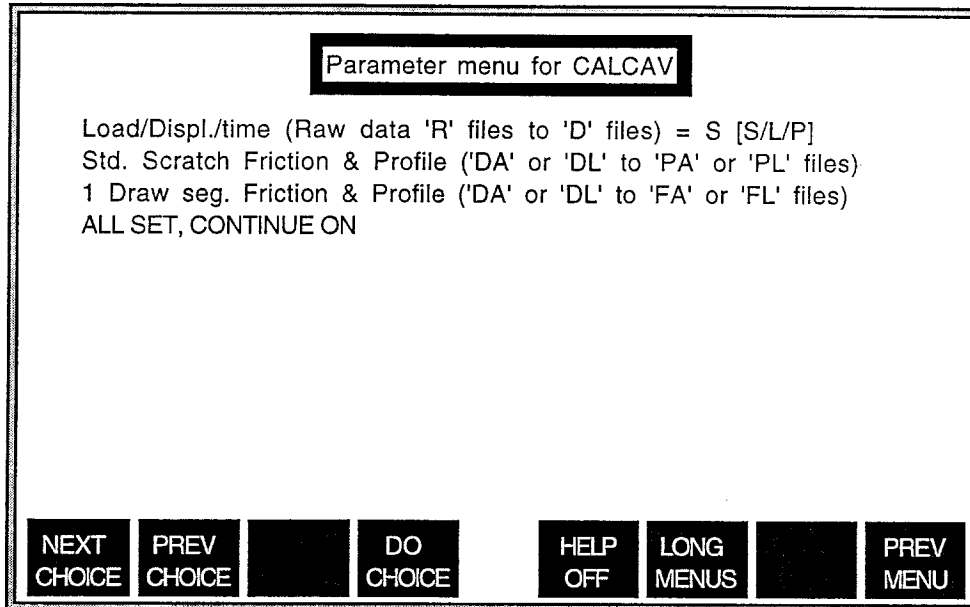 Parameter menu for CALCAV
Load/Displ./time (Raw data 'R' files to 'D' files) = S [S/L/P]
Std. Scratch Friction & Profile ('DA' or 'DL' to 'PA' or 'PL' files)
1 Draw seg. Friction & Profile ('DA' or 'DL' to 'FA' or 'FL' files)
ALL SET, CONTINUE ON
NEXT CHOICE
PREV CHOICE
DO CHOICE
HELP OFF
LONG MENUS
PREV MENU